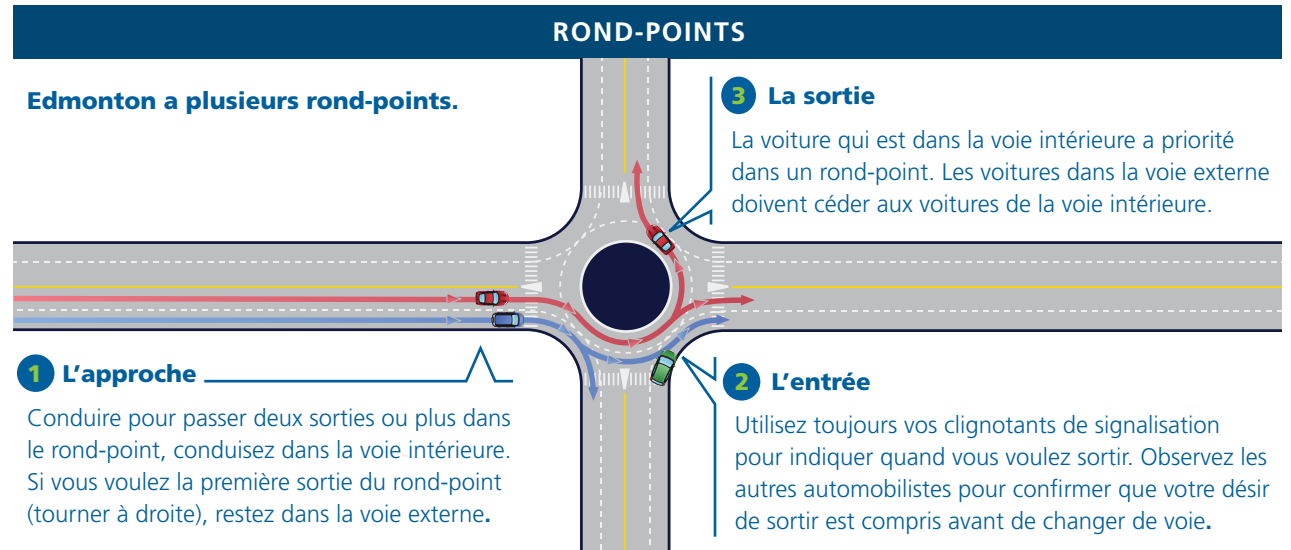 ROND-POINTS
Edmonton a plusieurs rond-points.
1 L'approche
Conduire pour passer deux sorties ou plus dans
le rond-point, conduisez dans la voie intérieure.
Si vous voulez la première sortie du rond-point
(tourner à droite), restez dans la voie externe.
2 L'entrée
Utilisez toujours vos clignotants de signalisation
pour indiquer quand vous voulez sortir. Observez les
autres automobilistes pour confirmer que votre désir
de sortir est compris avant de changer de voie.
3 La sortie
La voiture qui est dans la voie intérieure a priorité
dans un rond-point. Les voitures dans la voie externe
doivent céder aux voitures de la voie intérieure.